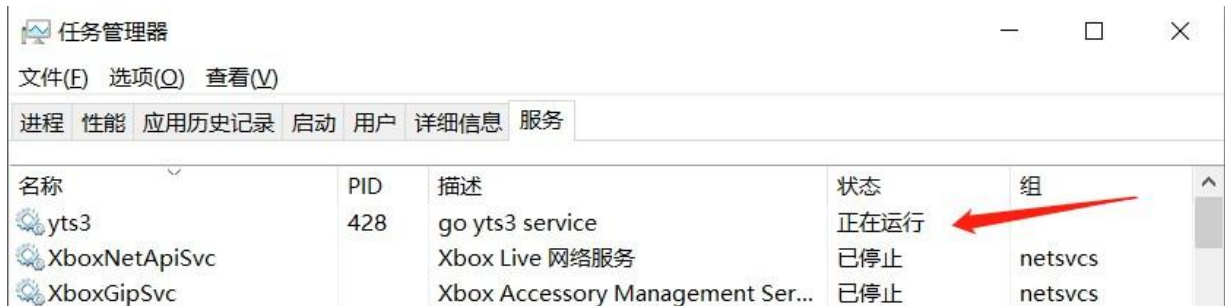 任务管理器
文件(F) 选项(O) 查看(V)
进程 性能 应用历史记录 启动 用户 详细信息 服务
名称 PID 描述 状态 组
yts3 428 go yts3 service 正在运行
XboxNetApiSvc Xbox Live 网络服务 已停止 netsvcs
XboxGipSvc Xbox Accessory Management Ser... 已停止 netsvcs